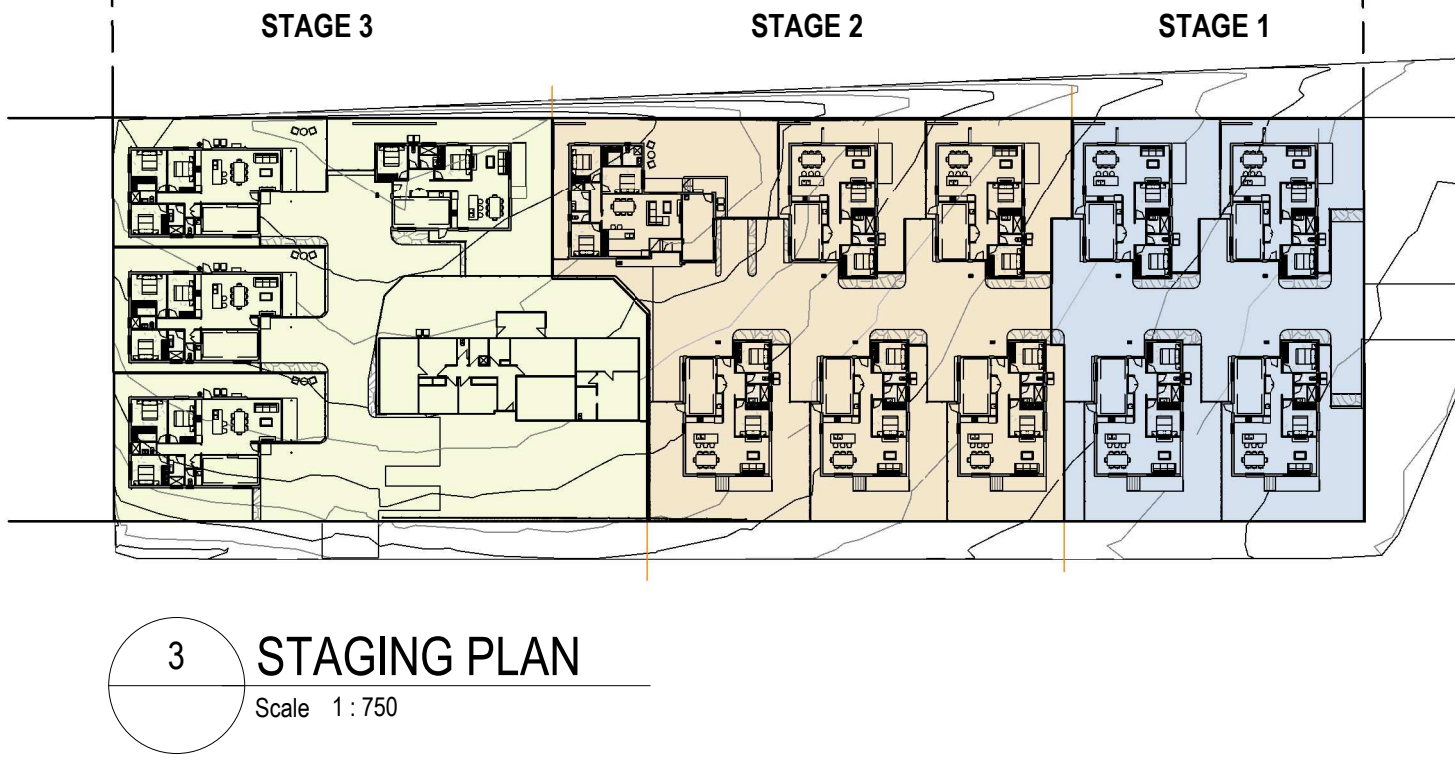 STAGE 3
STAGE 2
STAGE 1
3
STAGING PLAN
Scale 1 : 750